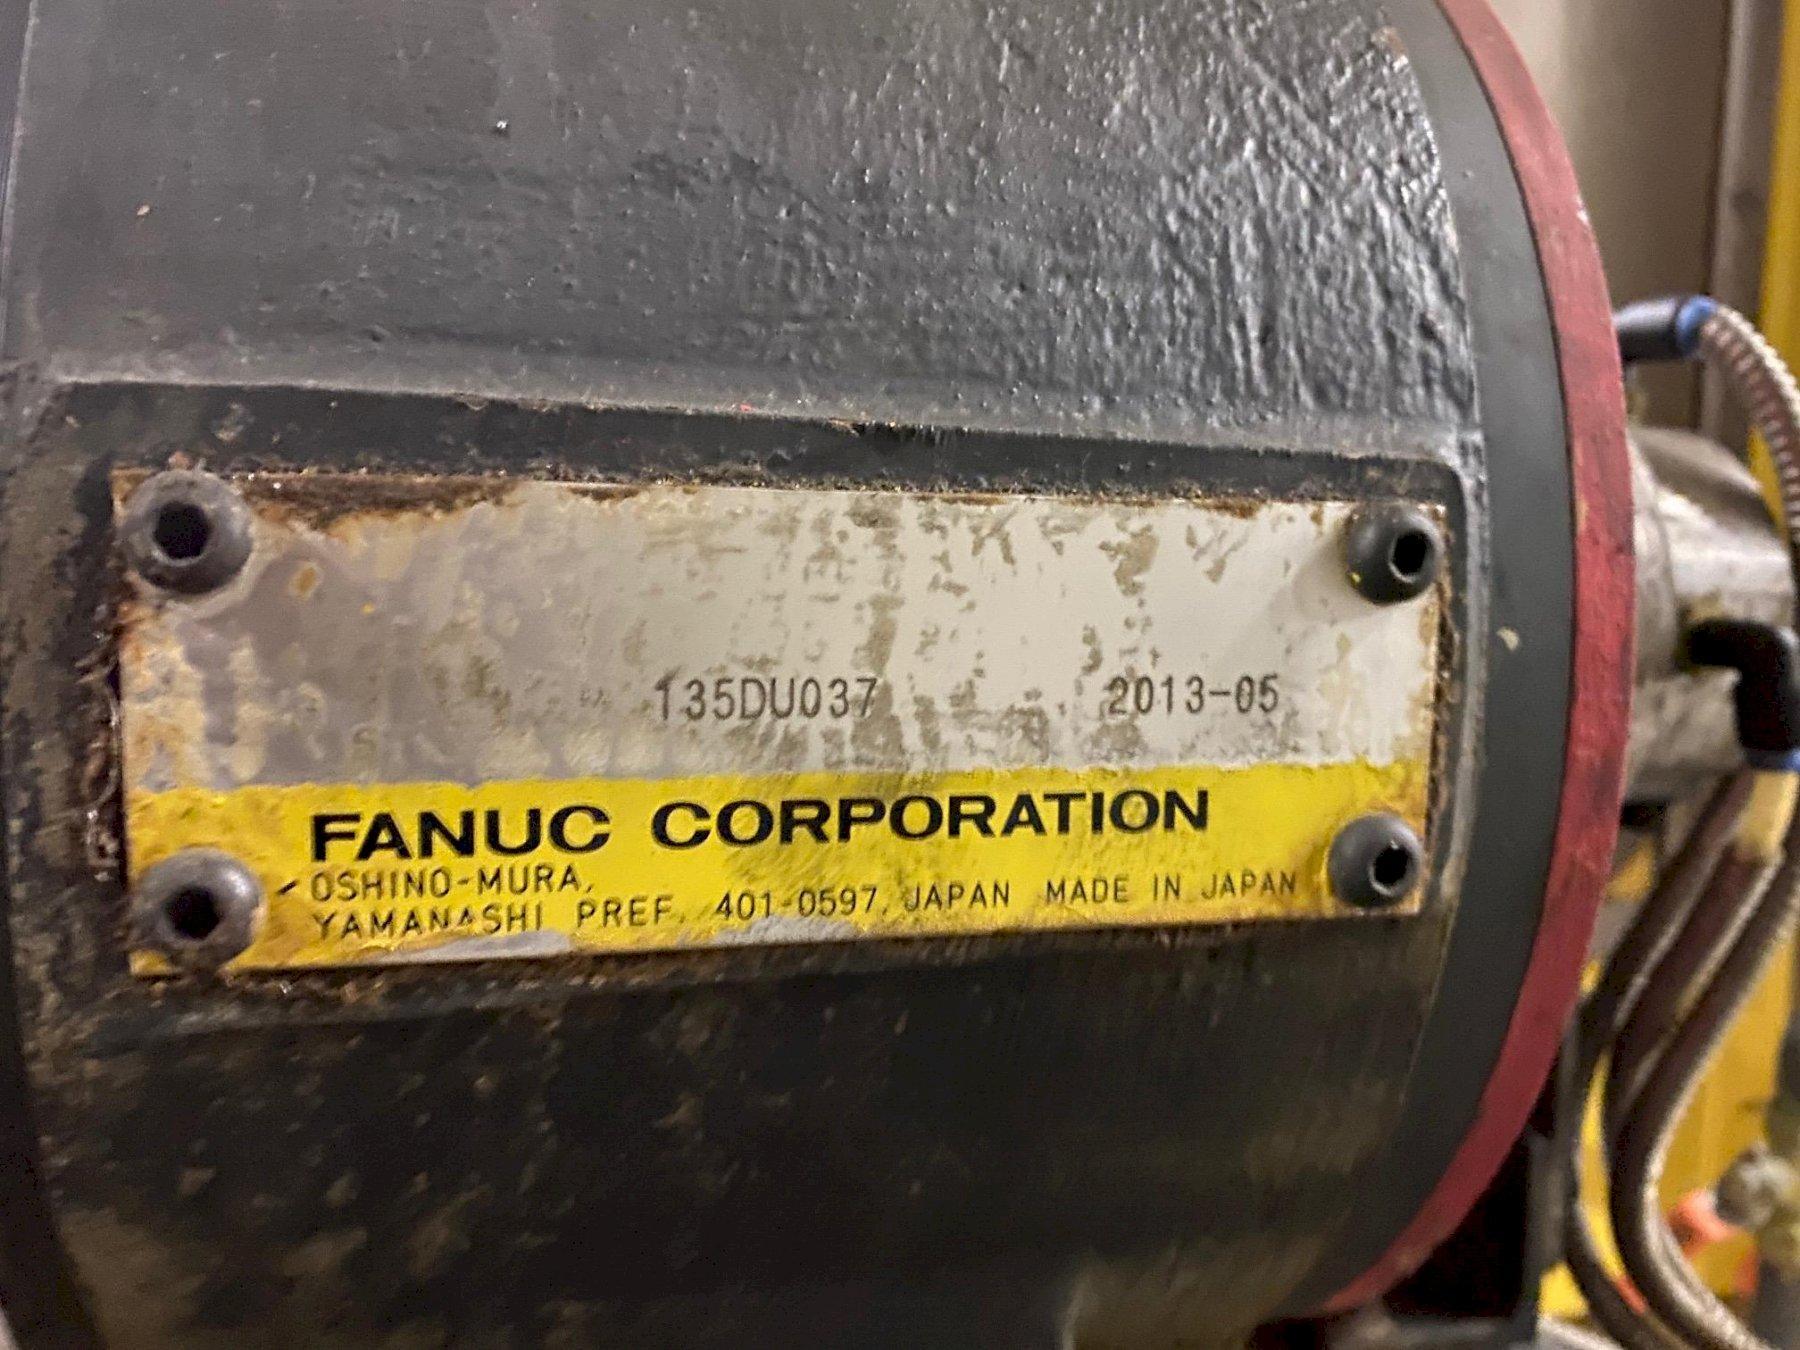 135DU037 2013-05
FANUC CORPORATION
OSHINO-MURA,
YAMANASHI PREF. 401-0597, JAPAN MADE IN JAPAN